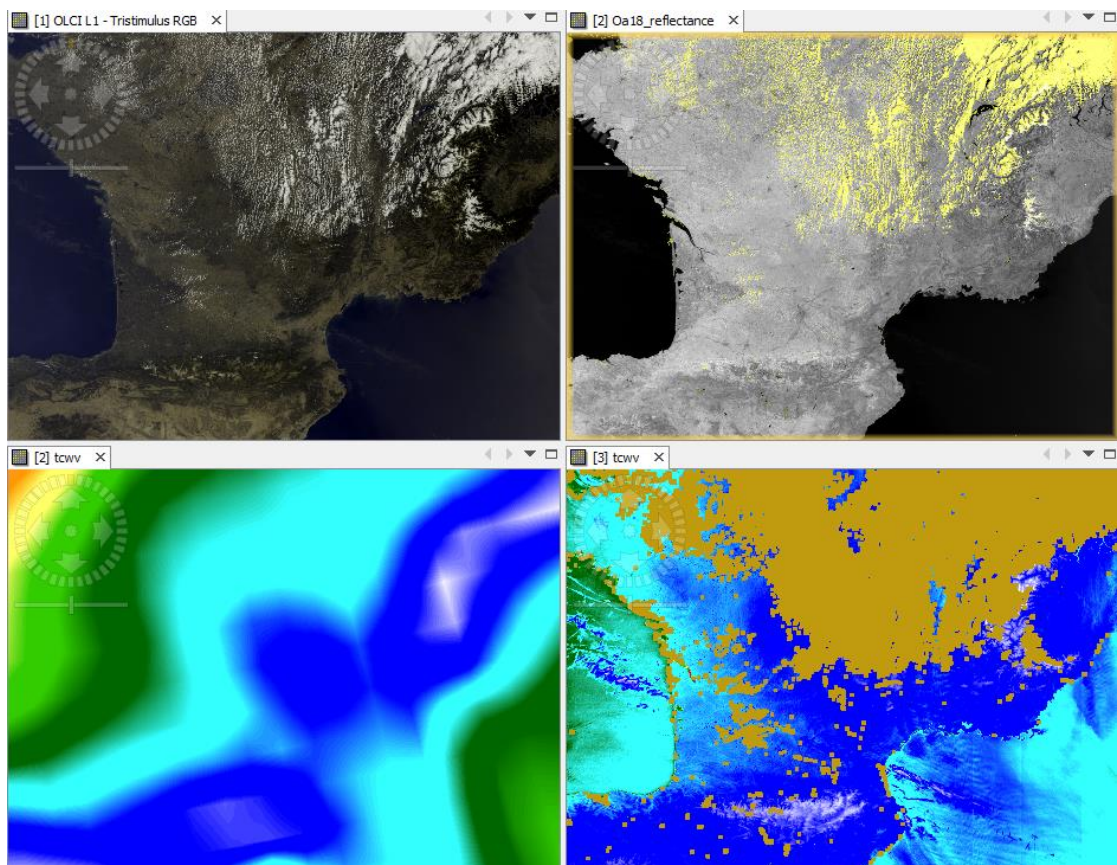 [1] OLCI L1 - Tristimulus RGB
[2] Oa18_reflectance
[2] tcwv
[3] tcwv